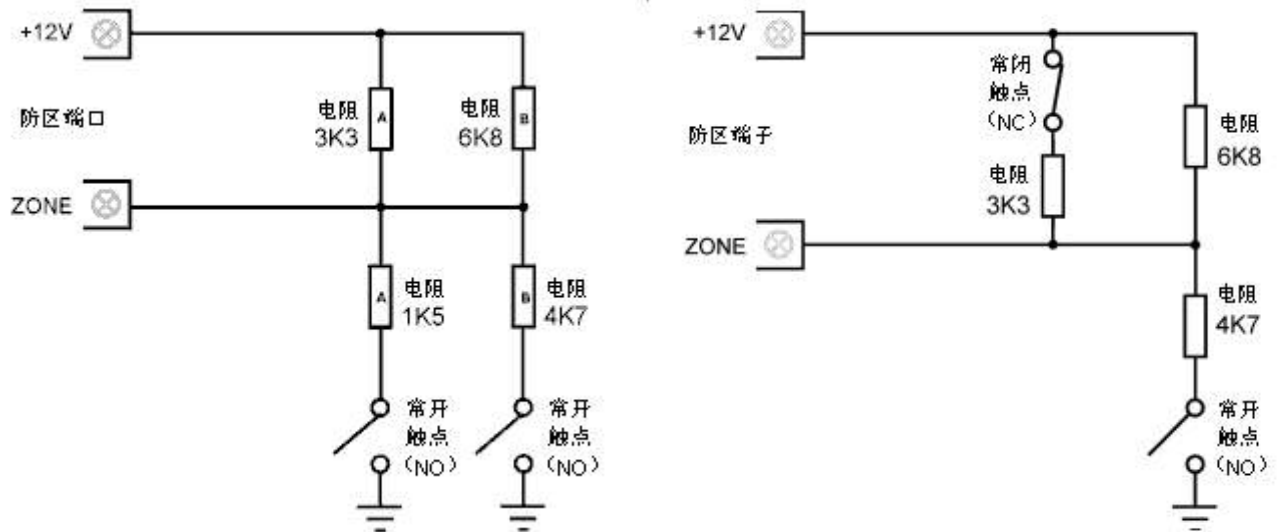 +12V
防区端口
ZONE
电阻
3K3
A
电阻
6K8
B
电阻
1K5
A
电阻
4K7
B
常开
触点
(NO)
常开
触点
(NO)
+12V
防区端子
ZONE
常闭
触点
(NC)
电阻
3K3
电阻
6K8
电阻
4K7
常开
触点
(NO)